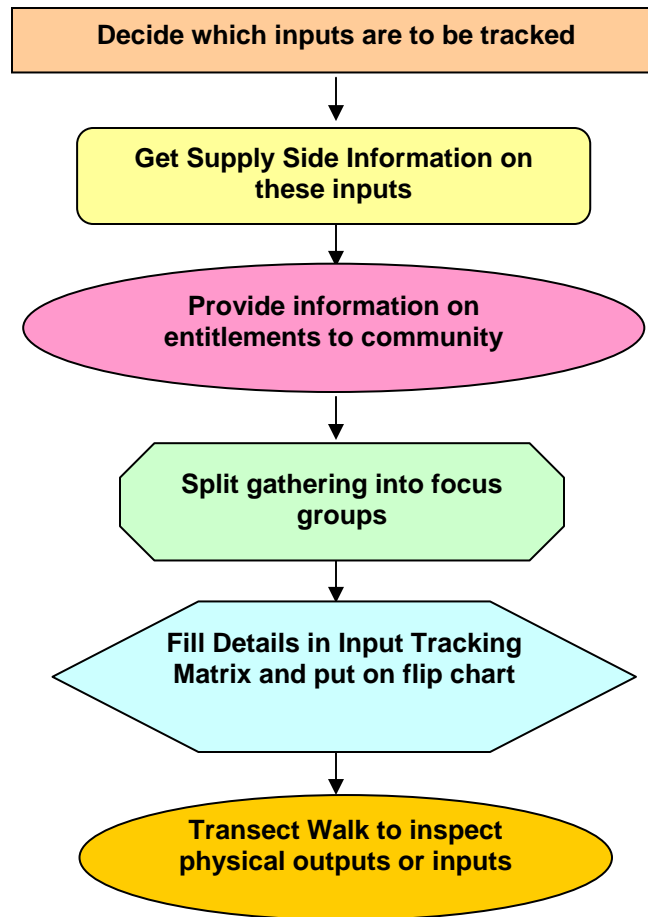 Decide which inputs are to be tracked
Get Supply Side Information on
these inputs
Provide information on
entitlements to community
Split gathering into focus
groups
Fill Details in Input Tracking
Matrix and put on flip chart
Transect Walk to inspect
physical outputs or inputs